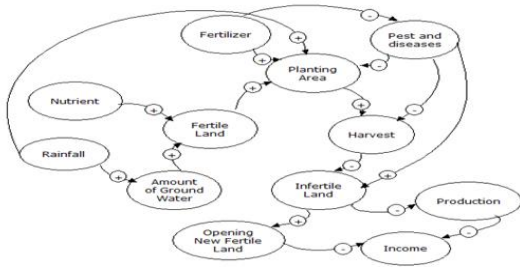 Fertilizer
Pest and
diseases
Planting
Area
Nutrient
Fertile
Land
Harvest
Rainfall
Amount
of Ground
Water
Infertile
Land
Production
Opening
New Fertile
Land
Income
+
-
+
+
-
+
+
-
+
+
+
-
+
+
-
-
-